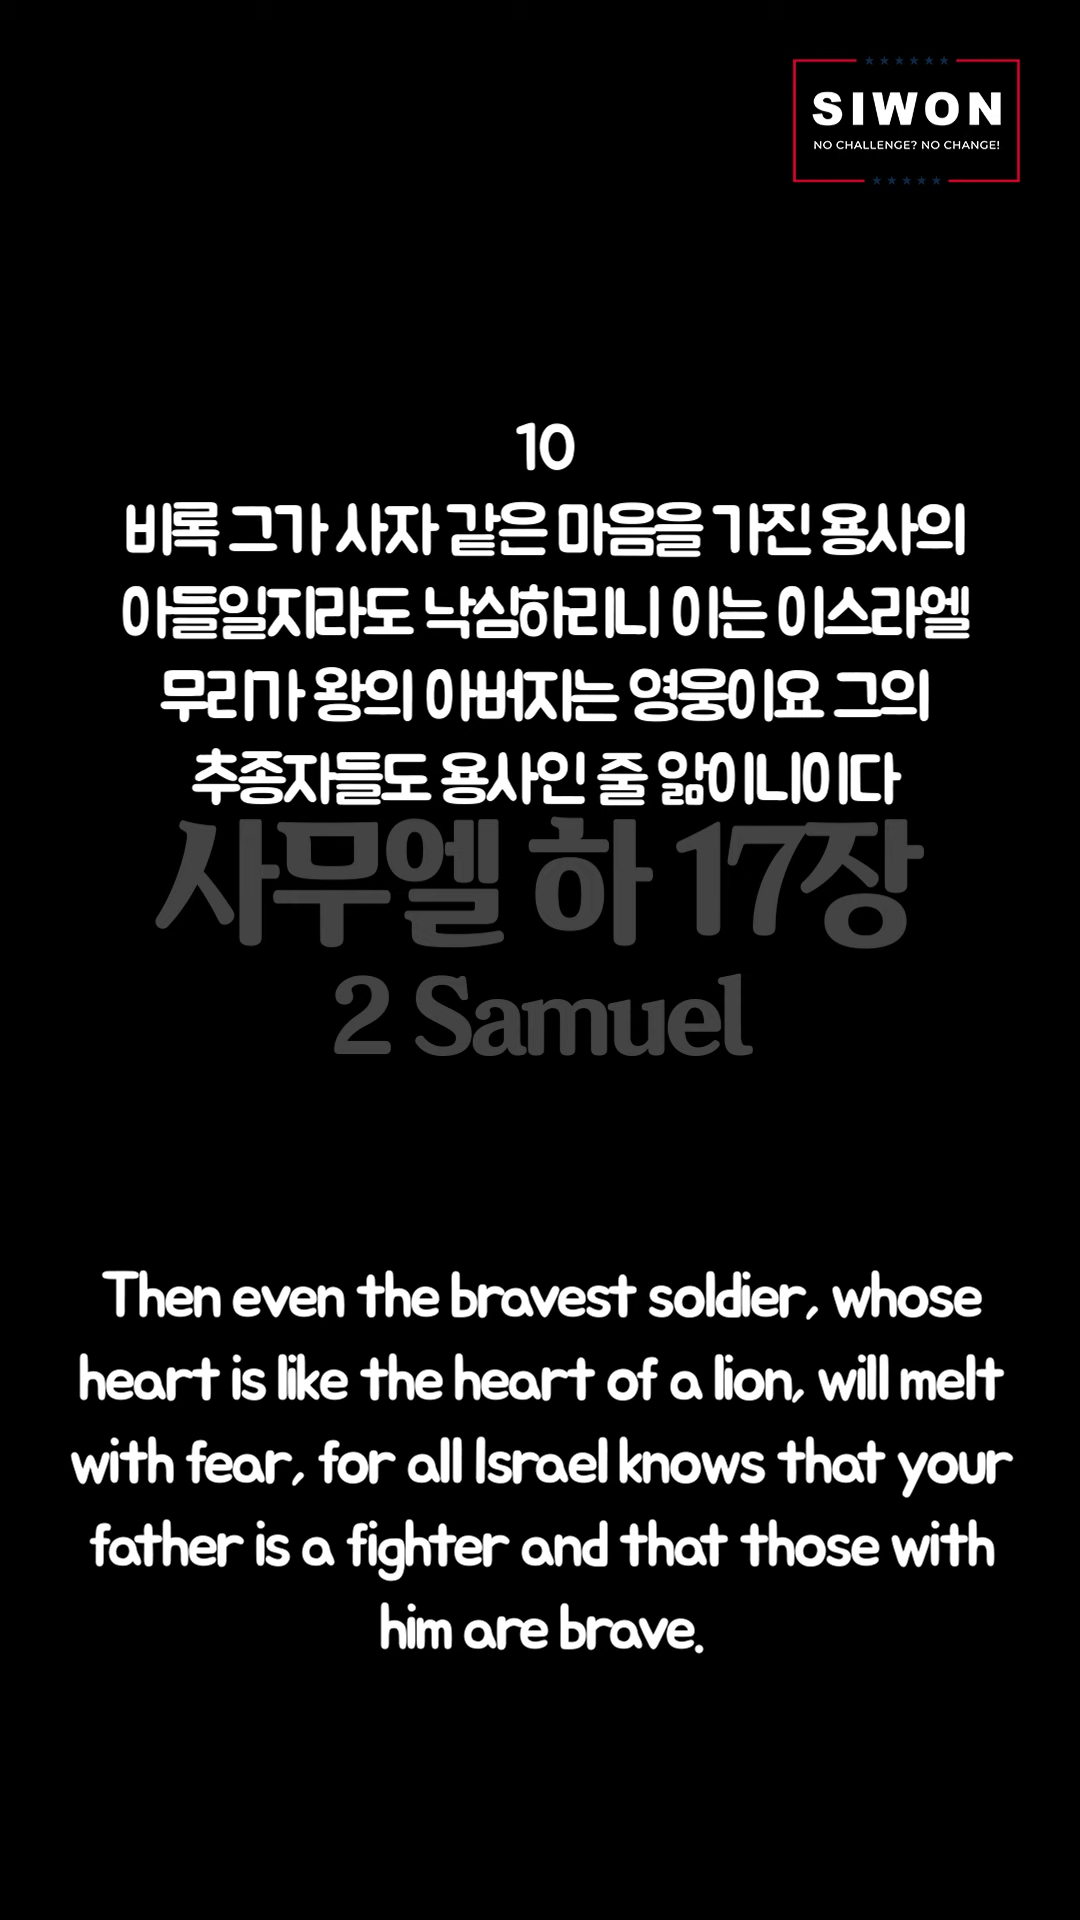 SIWON
NO CHALLENGE? NO CHANGE!
10
비록 그가 사자 같은 마음을 가진 용사의
아들일지라도 낙심하리니 이는 이스라엘
무리가 왕의 아버지는 영웅이요 그의
추종자들도 용사인 줄 앎이니이다
사무엘 하 17장
2 Samuel
Then even the bravest soldier, whose
heart is like the heart of a lion, will melt
with fear, for all Israel knows that your
father is a fighter and that those with
him are brave.